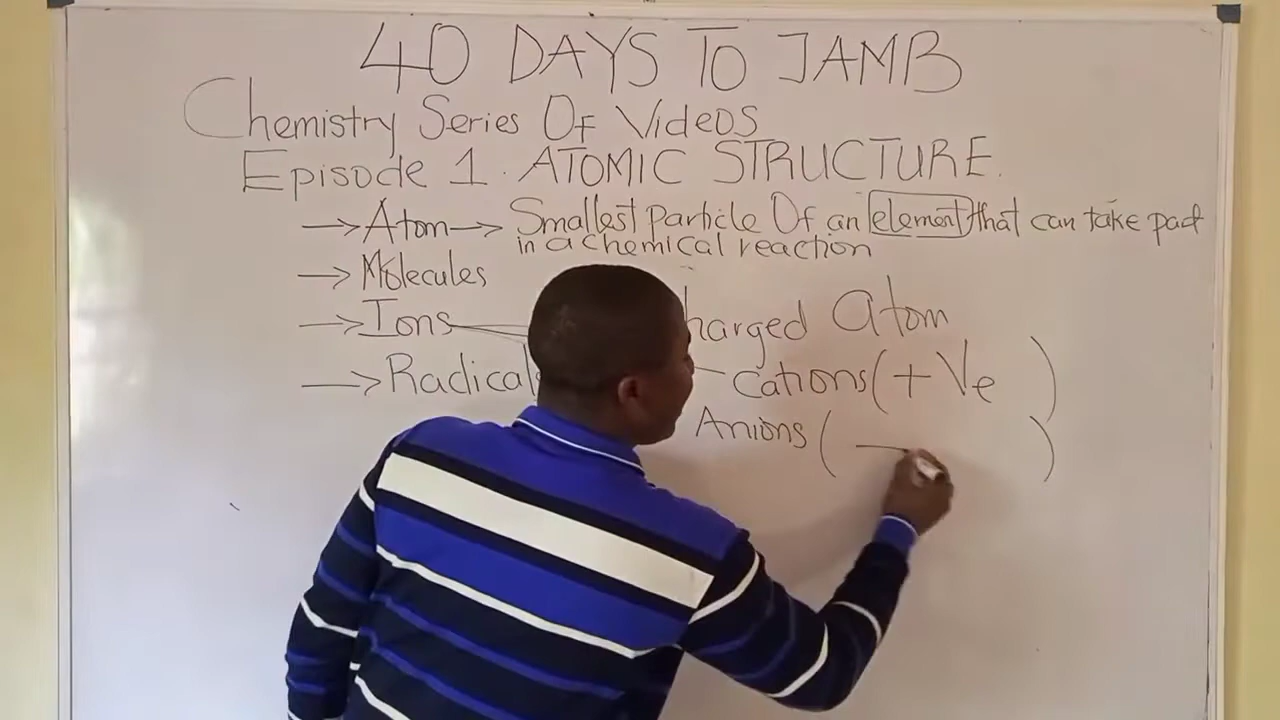 40 DAYS TO JAMB
Chemistry Series Of Videos
Episode 1. ATOMIC STRUCTURE.
→ Atom → Smallest particle Of an element that can take part
in a chemical reaction
→ Molecules
→ Ions harged Atom
→ Radical cations (+Ve )
Anions ( — )